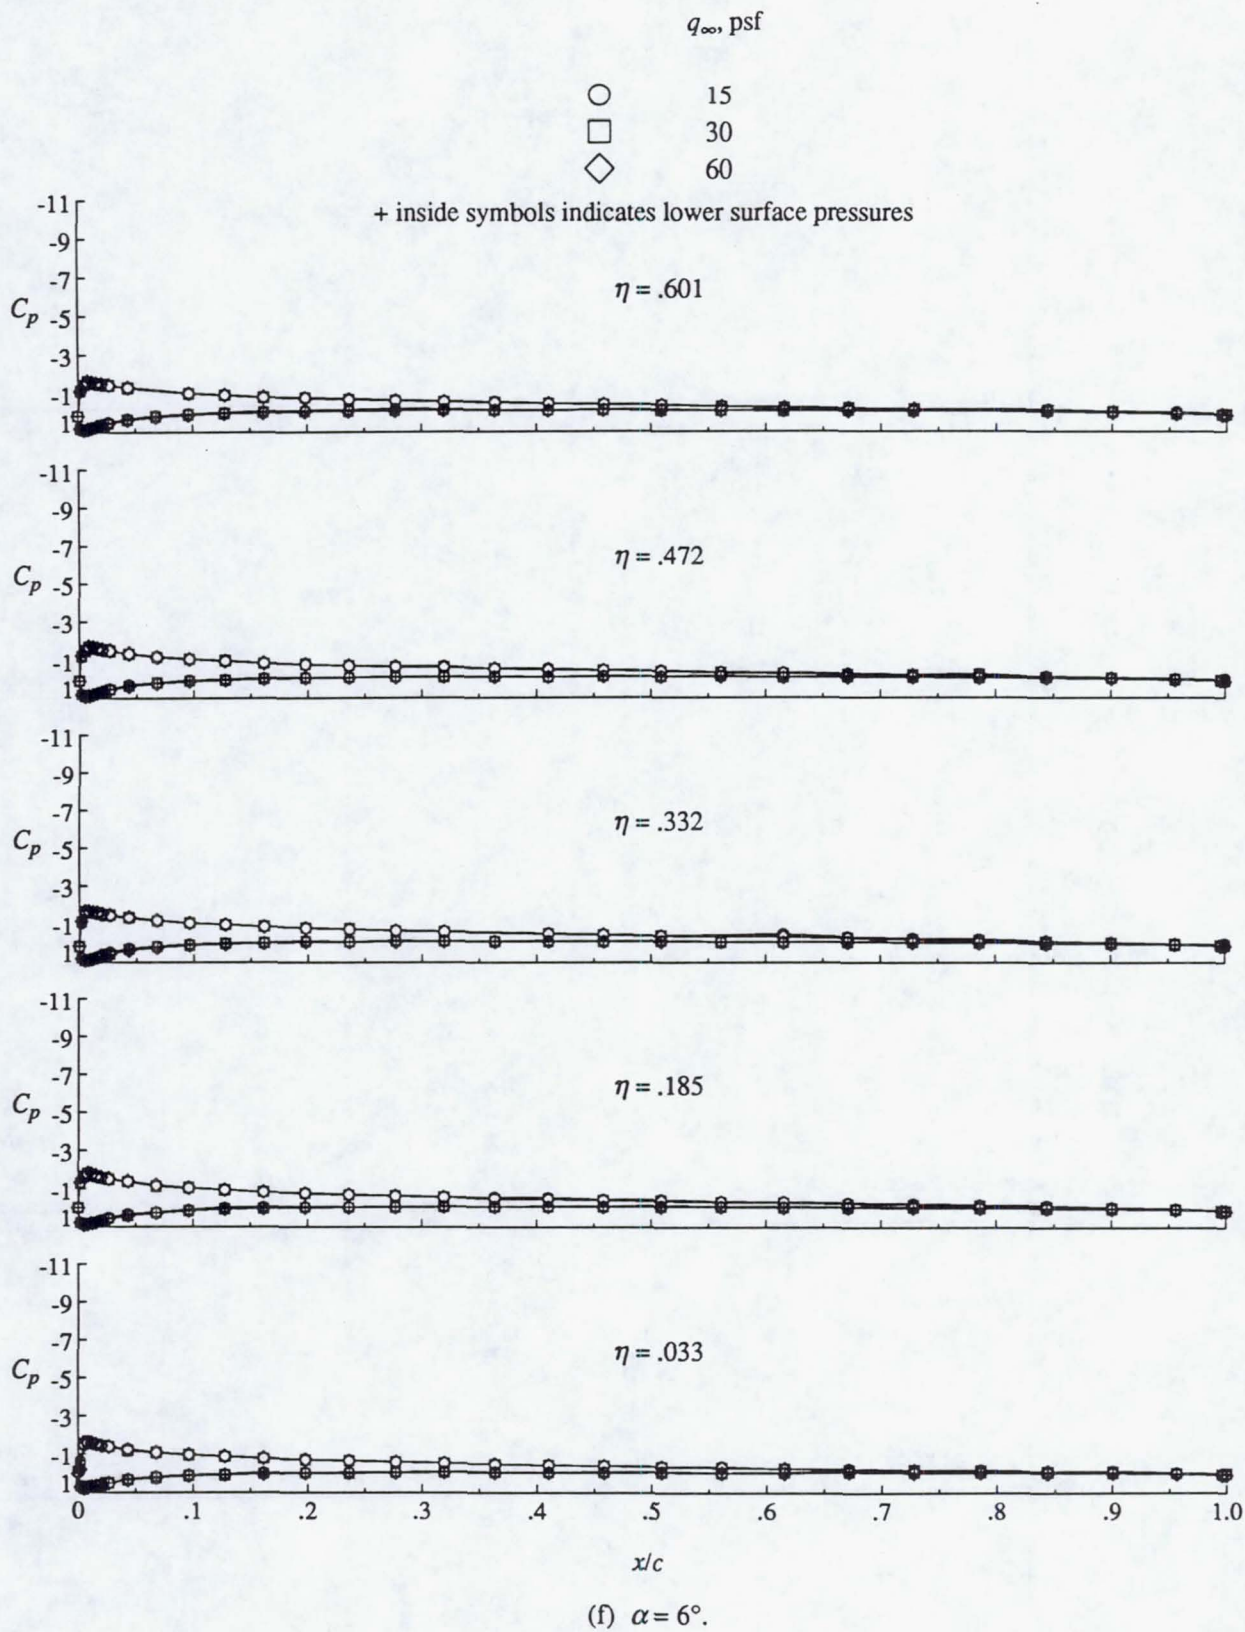 q∞, psf
○ 15
□ 30
◇ 60
+ inside symbols indicates lower surface pressures
-11
-9
-7
η = .601
Cp -5
-3
-1
1
-11
-9
-7
η = .472
Cp -5
-3
-1
1
-11
-9
-7
η = .332
Cp -5
-3
-1
1
-11
-9
-7
η = .185
Cp -5
-3
-1
1
-11
-9
-7
η = .033
Cp -5
-3
-1
1
0 .1 .2 .3 .4 .5 .6 .7 .8 .9 1.0
x/c
(f) α = 6°.